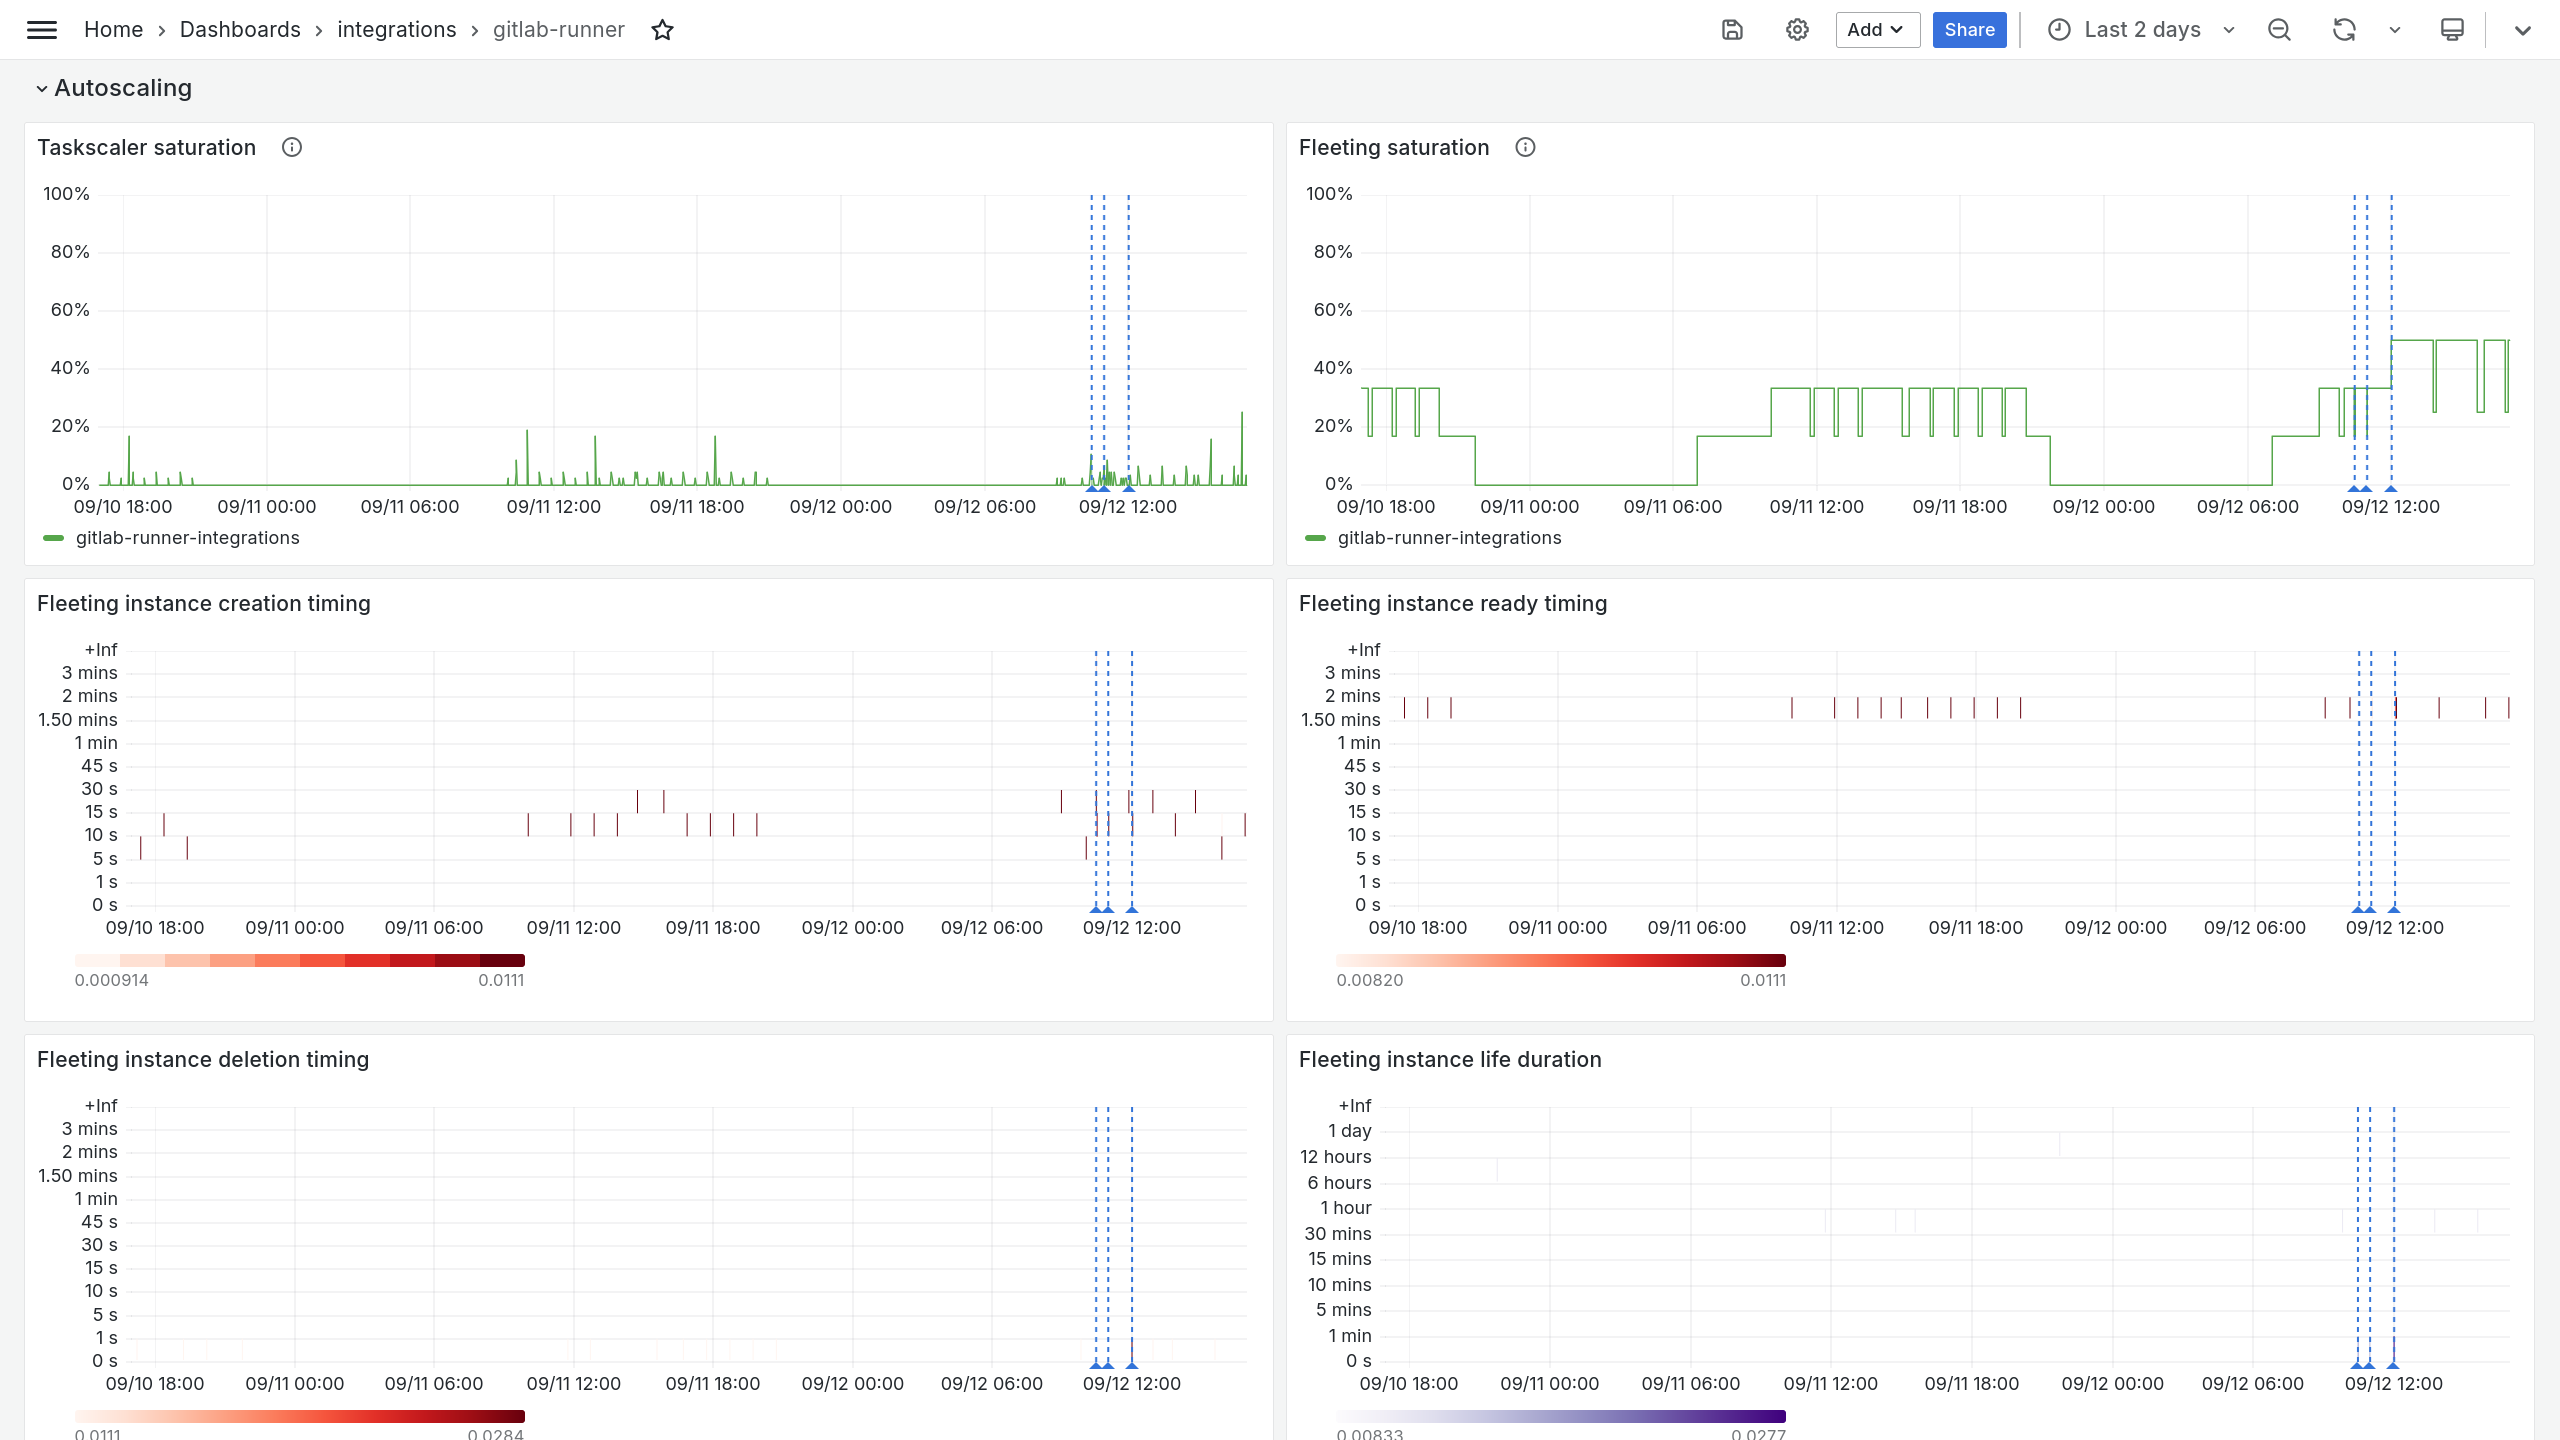 Home › Dashboards › integrations › gitlab-runner
Add
Share
Last 2 days
Autoscaling
Taskscaler saturation
100%
80%
60%
40%
20%
0%
09/10 18:00 09/11 00:00 09/11 06:00 09/11 12:00 09/11 18:00 09/12 00:00 09/12 06:00 09/12 12:00
gitlab-runner-integrations
Fleeting saturation
100%
80%
60%
40%
20%
0%
09/10 18:00 09/11 00:00 09/11 06:00 09/11 12:00 09/11 18:00 09/12 00:00 09/12 06:00 09/12 12:00
gitlab-runner-integrations
Fleeting instance creation timing
+Inf
3 mins
2 mins
1.50 mins
1 min
45 s
30 s
15 s
10 s
5 s
1 s
0 s
09/10 18:00 09/11 00:00 09/11 06:00 09/11 12:00 09/11 18:00 09/12 00:00 09/12 06:00 09/12 12:00
0.000914 0.0111
Fleeting instance ready timing
+Inf
3 mins
2 mins
1.50 mins
1 min
45 s
30 s
15 s
10 s
5 s
1 s
0 s
09/10 18:00 09/11 00:00 09/11 06:00 09/11 12:00 09/11 18:00 09/12 00:00 09/12 06:00 09/12 12:00
0.00820 0.0111
Fleeting instance deletion timing
+Inf
3 mins
2 mins
1.50 mins
1 min
45 s
30 s
15 s
10 s
5 s
1 s
0 s
09/10 18:00 09/11 00:00 09/11 06:00 09/11 12:00 09/11 18:00 09/12 00:00 09/12 06:00 09/12 12:00
0.0111 0.0284
Fleeting instance life duration
+Inf
1 day
12 hours
6 hours
1 hour
30 mins
15 mins
10 mins
5 mins
1 min
0 s
09/10 18:00 09/11 00:00 09/11 06:00 09/11 12:00 09/11 18:00 09/12 00:00 09/12 06:00 09/12 12:00
0.00833 0.0277